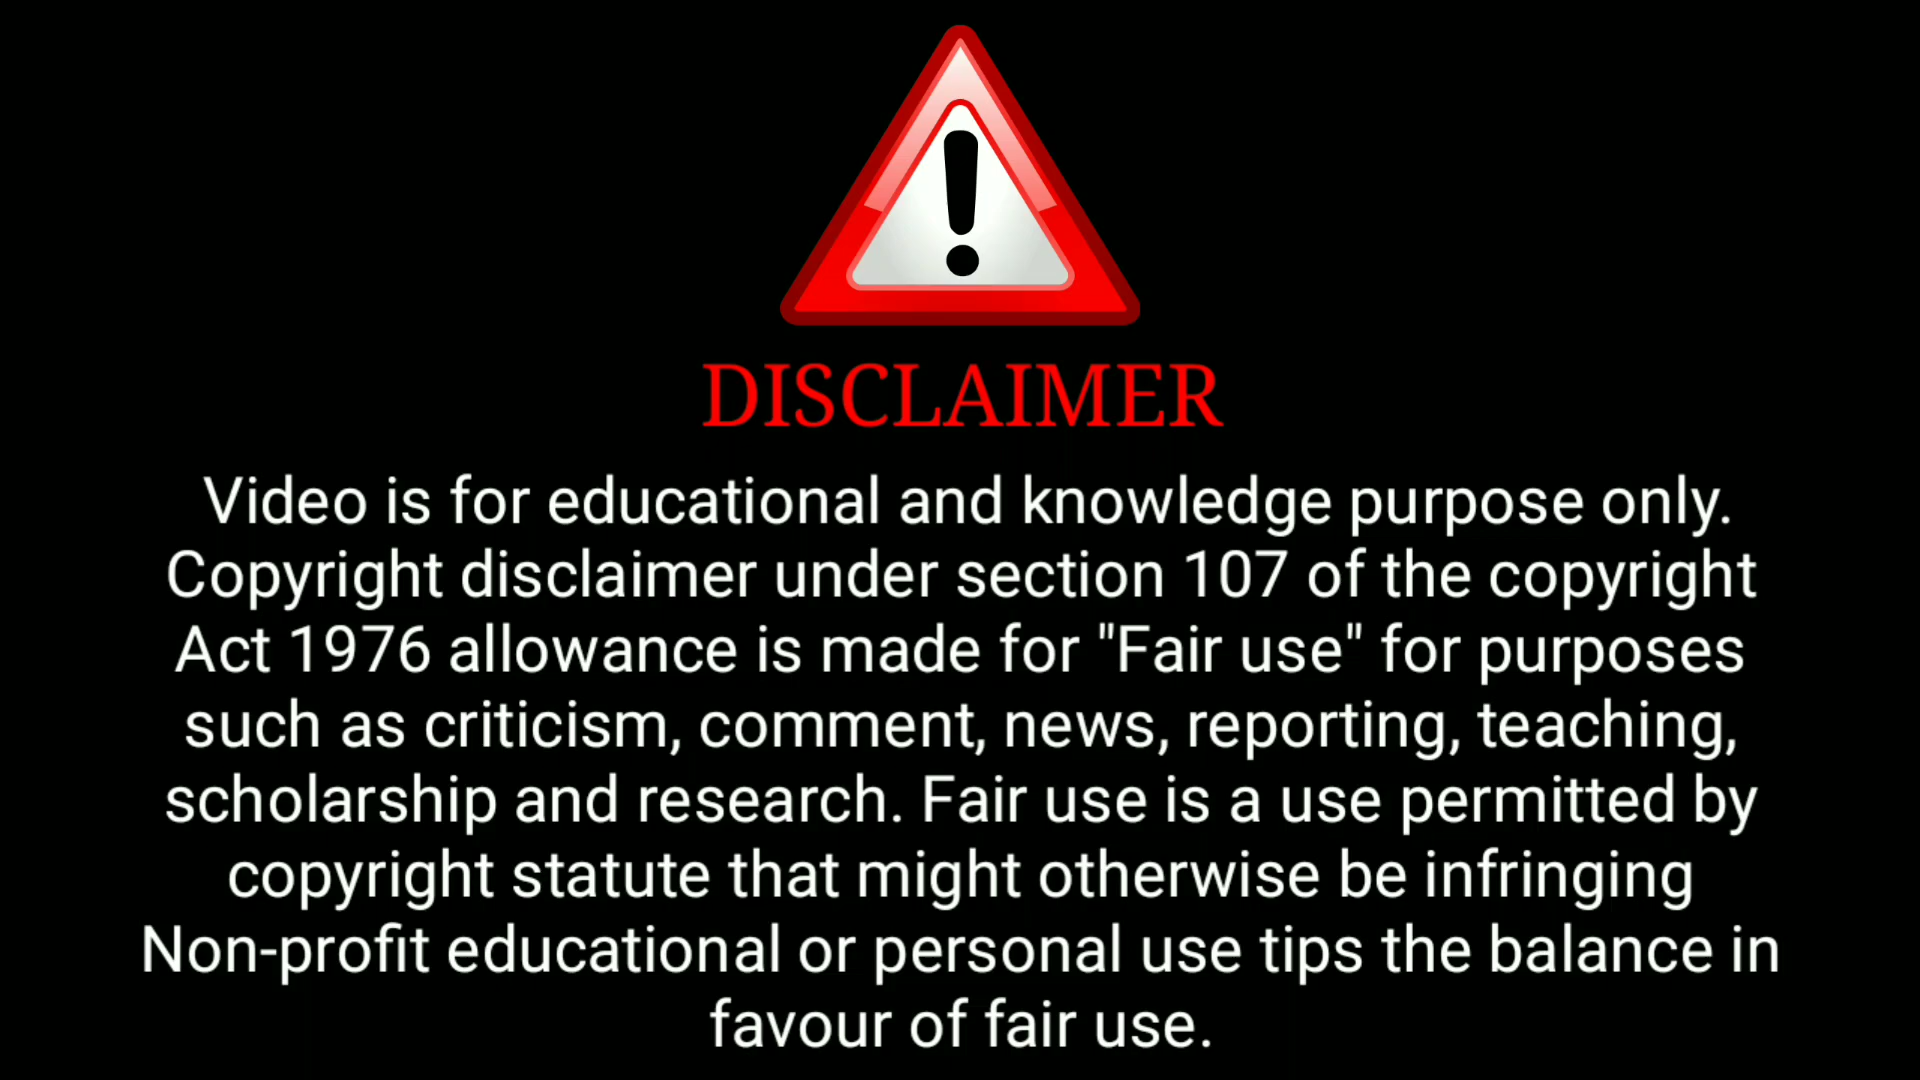 DISCLAIMER
Video is for educational and knowledge purpose only.
Copyright disclaimer under section 107 of the copyright
Act 1976 allowance is made for "Fair use" for purposes
such as criticism, comment, news, reporting, teaching,
scholarship and research. Fair use is a use permitted by
copyright statute that might otherwise be infringing
Non-profit educational or personal use tips the balance in
favour of fair use.